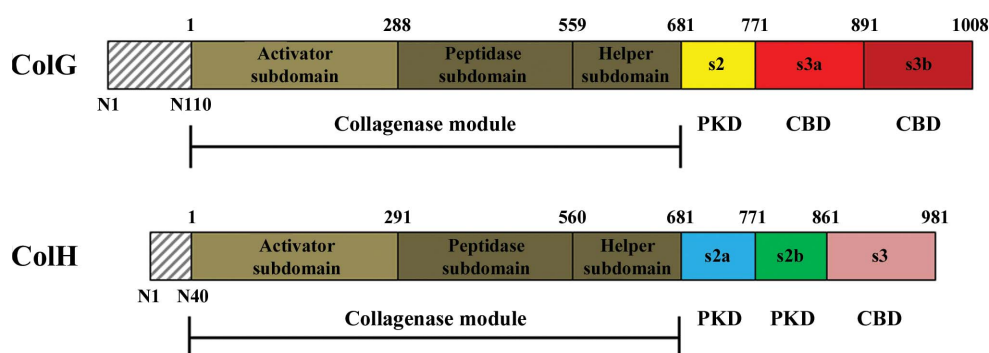 1 288 559 681 771 891 1008
ColG Activator subdomain Peptidase subdomain Helper subdomain s2 s3a s3b
N1 N110
Collagenase module PKD CBD CBD
1 291 560 681 771 861 981
ColH Activator subdomain Peptidase subdomain Helper subdomain s2a s2b s3
N1 N40
Collagenase module PKD PKD CBD